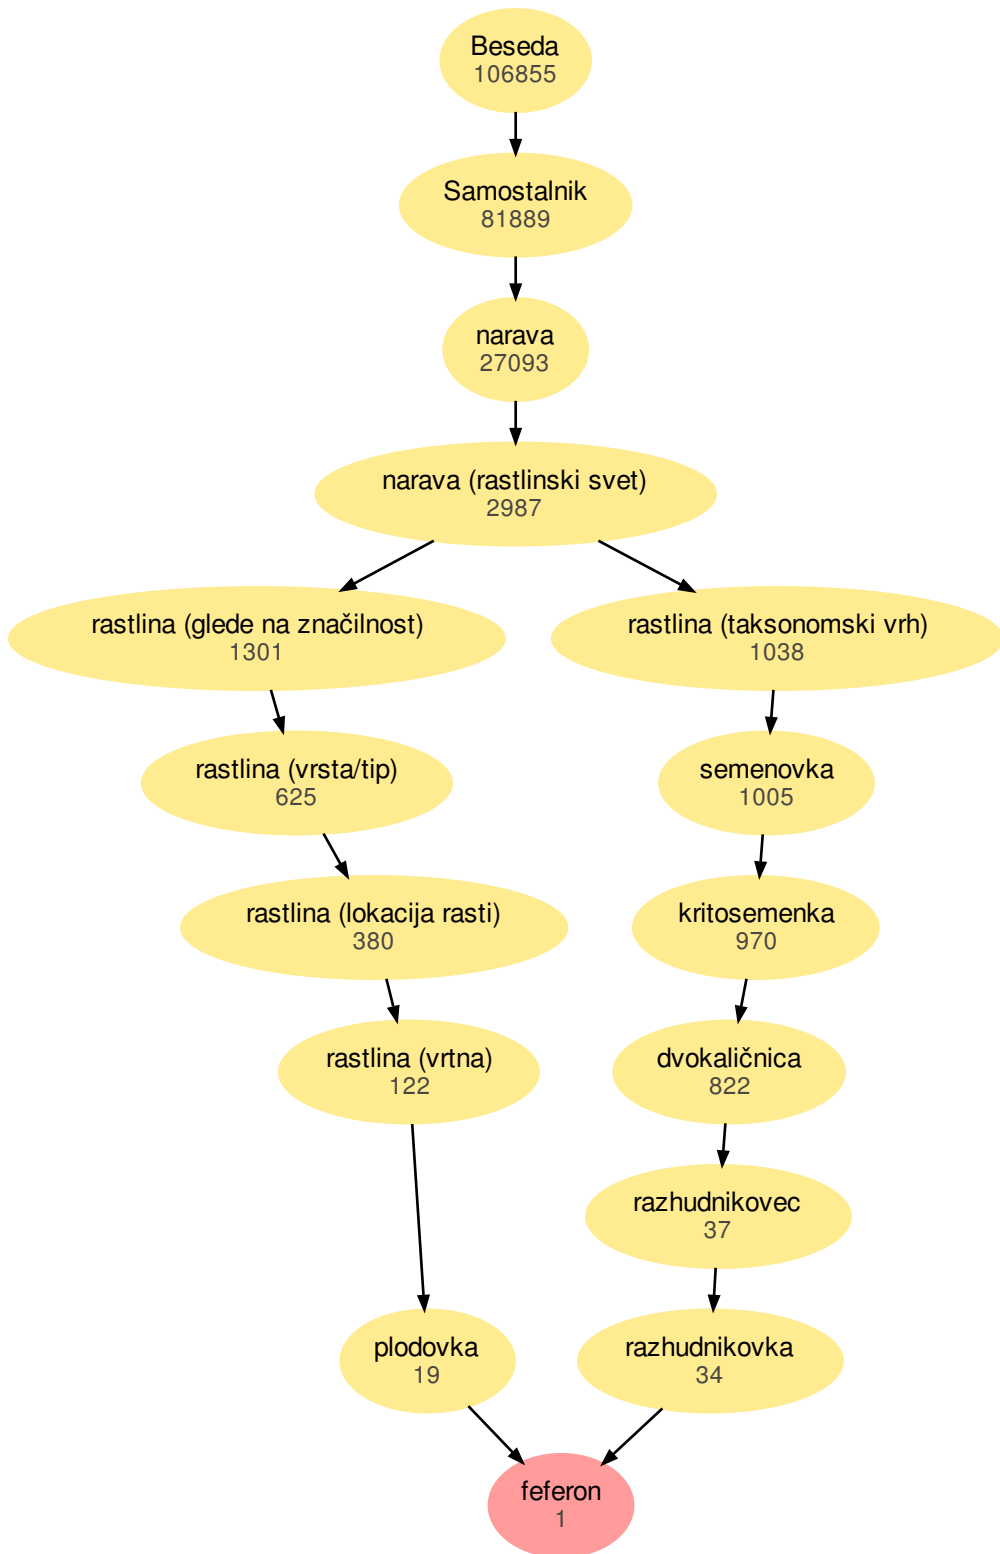 Beseda
106855
Samostalnik
81889
narava
27093
narava (rastlinski svet)
2987
rastlina (glede na značilnost)
1301
rastlina (taksonomski vrh)
1038
rastlina (vrsta/tip)
625
semenovka
1005
rastlina (lokacija rasti)
380
kritosemenka
970
rastlina (vrtna)
122
dvokaličnica
822
razhudnikovec
37
plodovka
19
razhudnikovka
34
feferon
1